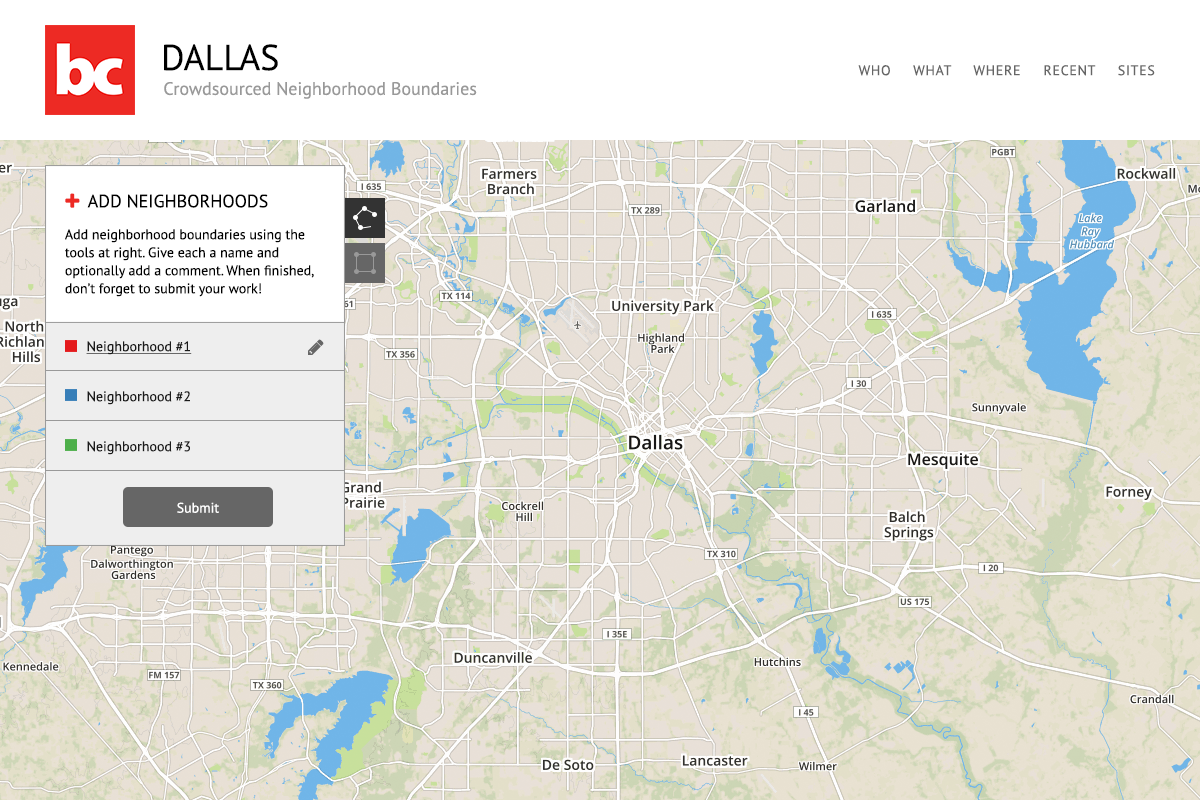 bc
DALLAS
Crowdsourced Neighborhood Boundaries
WHO WHAT WHERE RECENT SITES
ADD NEIGHBORHOODS
Add neighborhood boundaries using the
tools at right. Give each a name and
optionally add a comment. When finished,
don't forget to submit your work!
Neighborhood #1
Neighborhood #2
Neighborhood #3
Submit
PGBT
Farmers
Branch
Rockwall
I 635
Garland
TX 289
Lake
Ray
Hubbard
TX 114
University Park
I 635
North
Hills
Highland
Park
TX 356
I 30
Sunnyvale
Dallas
Mesquite
Grand
Prairie
Forney
Cockrell
Hill
Balch
Springs
Pantego
Dalworthington
Gardens
TX 310
I 20
US 175
I 35E
Duncanville
Hutchins
Kennedale
FM 157
TX 360
Crandall
I 45
De Soto
Lancaster
Wilmer